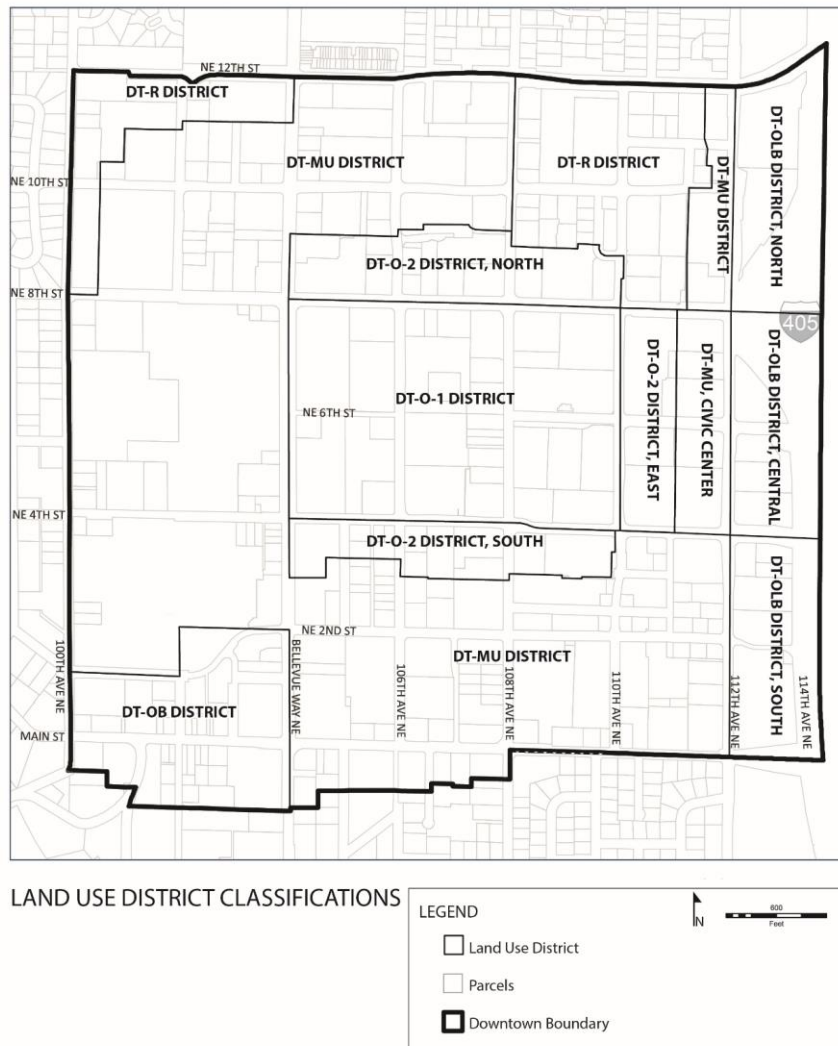 NE 12TH ST
DT-R DISTRICT
DT-MU DISTRICT
DT-R DISTRICT
DT-MU DISTRICT
DT-OLB DISTRICT, NORTH
NE 10TH ST
DT-O-2 DISTRICT, NORTH
NE 8TH ST
405
DT-O-1 DISTRICT
NE 6TH ST
DT-O-2 DISTRICT, EAST
DT-MU, CIVIC CENTER
DT-OLB DISTRICT, CENTRAL
NE 4TH ST
DT-O-2 DISTRICT, SOUTH
NE 2ND ST
DT-MU DISTRICT
DT-OLB DISTRICT, SOUTH
100TH AVE NE
BELLEVUE WAY NE
106TH AVE NE
108TH AVE NE
110TH AVE NE
112TH AVE NE
114TH AVE NE
DT-OB DISTRICT
MAIN ST
LAND USE DISTRICT CLASSIFICATIONS
LEGEND
N
600
Feet
Land Use District
Parcels
Downtown Boundary